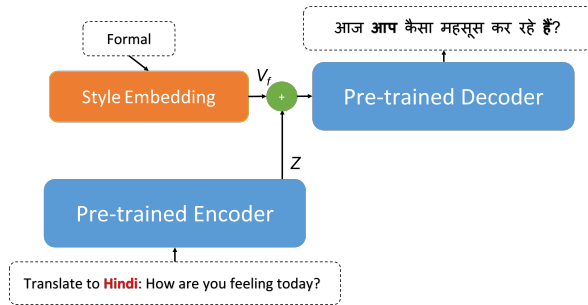 Formal
आज आप कैसा महसूस कर रहे हैं?
Style Embedding
V_f
+
Pre-trained Decoder
Z
Pre-trained Encoder
Translate to Hindi: How are you feeling today?